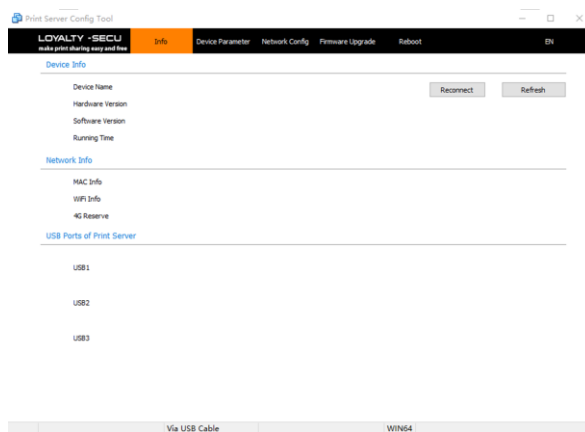 Print Server Config Tool
LOYALTY -SECU
make print sharing easy and free
Info Device Parameter Network Config Firmware Upgrade Reboot EN
Device Info
Device Name Reconnect Refresh
Hardware Version
Software Version
Running Time
Network Info
MAC Info
WiFi Info
4G Reserve
USB Ports of Print Server
USB1
USB2
USB3
Via USB Cable WIN64